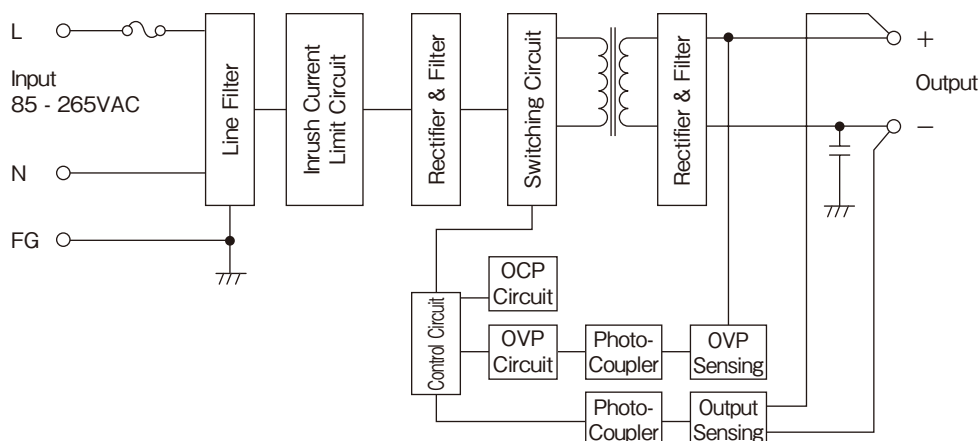 L
Input
85 - 265VAC
N
FG
Line Filter
Inrush Current
Limit Circuit
Rectifier & Filter
Switching Circuit
Rectifier & Filter
+
Output
−
Control Circuit
OCP
Circuit
OVP
Circuit
Photo-
Coupler
OVP
Sensing
Photo-
Coupler
Output
Sensing